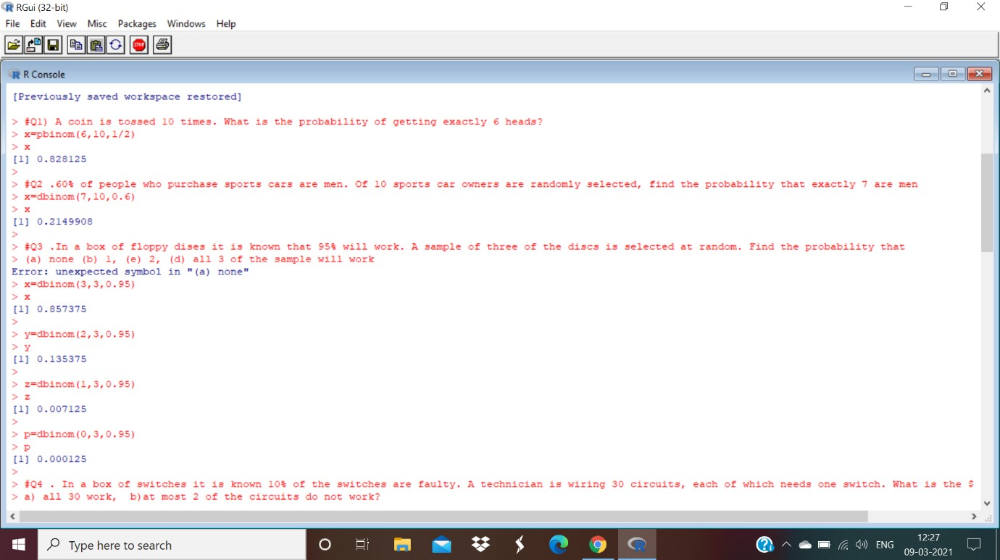 RGui (32-bit)
File Edit View Misc Packages Windows Help
STOP
R Console
[Previously saved workspace restored]
> #Q1) A coin is tossed 10 times. What is the probability of getting exactly 6 heads?
> x=pbinom(6,10,1/2)
> x
[1] 0.828125
>
> #Q2 .60% of people who purchase sports cars are men. Of 10 sports car owners are randomly selected, find the probability that exactly 7 are men
> x=dbinom(7,10,0.6)
> x
[1] 0.2149908
>
> #Q3 .In a box of floppy dises it is known that 95% will work. A sample of three of the discs is selected at random. Find the probability that
> (a) none (b) 1, (e) 2, (d) all 3 of the sample will work
Error: unexpected symbol in "(a) none"
> x=dbinom(3,3,0.95)
> x
[1] 0.857375
>
> y=dbinom(2,3,0.95)
> y
[1] 0.135375
>
> z=dbinom(1,3,0.95)
> z
[1] 0.007125
>
> p=dbinom(0,3,0.95)
> p
[1] 0.000125
>
> #Q4 . In a box of switches it is known 10% of the switches are faulty. A technician is wiring 30 circuits, each of which needs one switch. What is the $
> a) all 30 work,  b)at most 2 of the circuits do not work?
Type here to search
ENG
12:27
09-03-2021